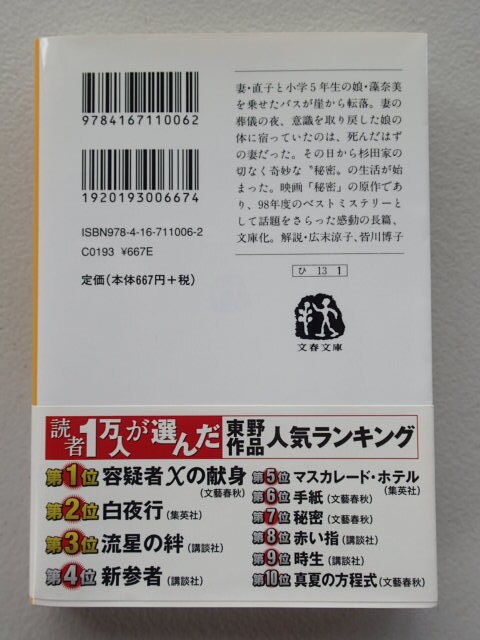 9784167110062
1920193006674
ISBN978-4-16-711006-2
C0193 ¥667E
定価(本体667円+税)
妻・直子と小学5年生の娘・藻奈美
を乗せたバスが崖から転落。妻の
葬儀の夜、意識を取り戻した娘の
体に宿っていたのは、死んだはず
の妻だった。その日から杉田家の
切なく奇妙な〝秘密〟の生活が始
まった。映画「秘密」の原作であ
り、98年度のベストミステリーと
して話題をさらった感動の長篇、
文庫化。解説・広末涼子、皆川博子
ひ 13 1
文春文庫
読者1万人が選んだ東野作品人気ランキング
第1位 容疑者Xの献身(文藝春秋)
第2位 白夜行(集英社)
第3位 流星の絆(講談社)
第4位 新参者(講談社)
第5位 マスカレード・ホテル(集英社)
第6位 手紙(文藝春秋)
第7位 秘密(文藝春秋)
第8位 赤い指(講談社)
第9位 時生(講談社)
第10位 真夏の方程式(文藝春秋)